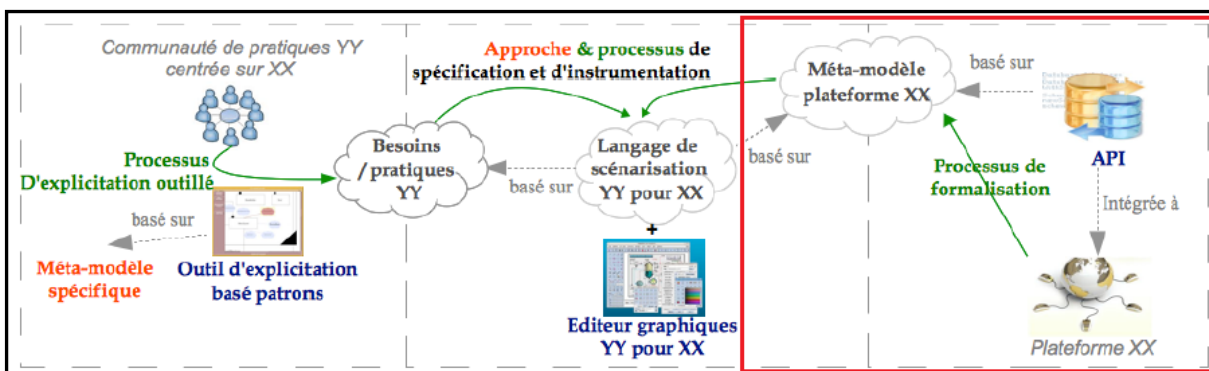 Communauté de pratiques YY
centrée sur XX
Processus
D'explicitation outillé
basé sur
Méta-modèle
spécifique
Outil d'explicitation
basé patrons
Besoins
/ pratiques
YY
Approche & processus de
spécification et d'instrumentation
basé sur
Langage de
scénarisation
YY pour XX
+
Editeur graphiques
YY pour XX
basé sur
Méta-modèle
plateforme XX
basé sur
API
Processus de
formalisation
Intégrée à
Plateforme XX